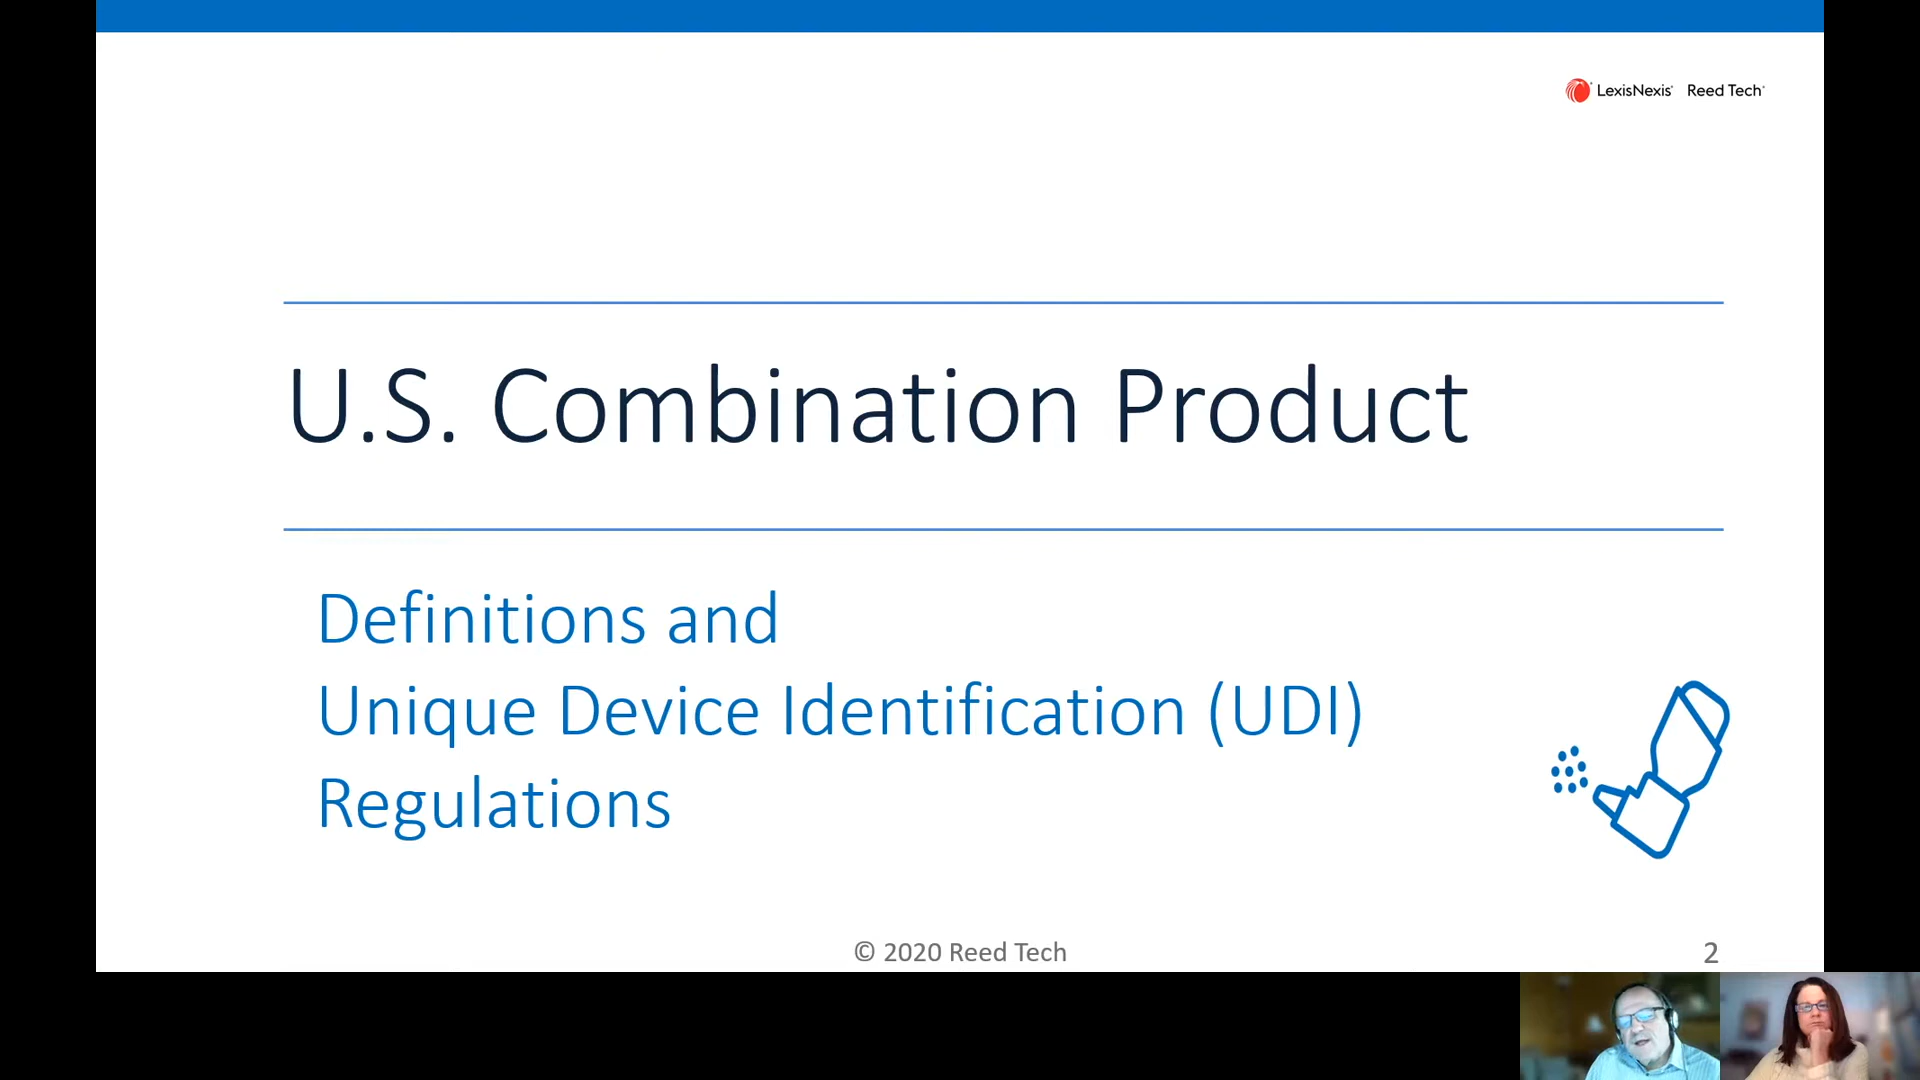 LexisNexis® Reed Tech®
U.S. Combination Product
Definitions and
Unique Device Identification (UDI)
Regulations
© 2020 Reed Tech
2